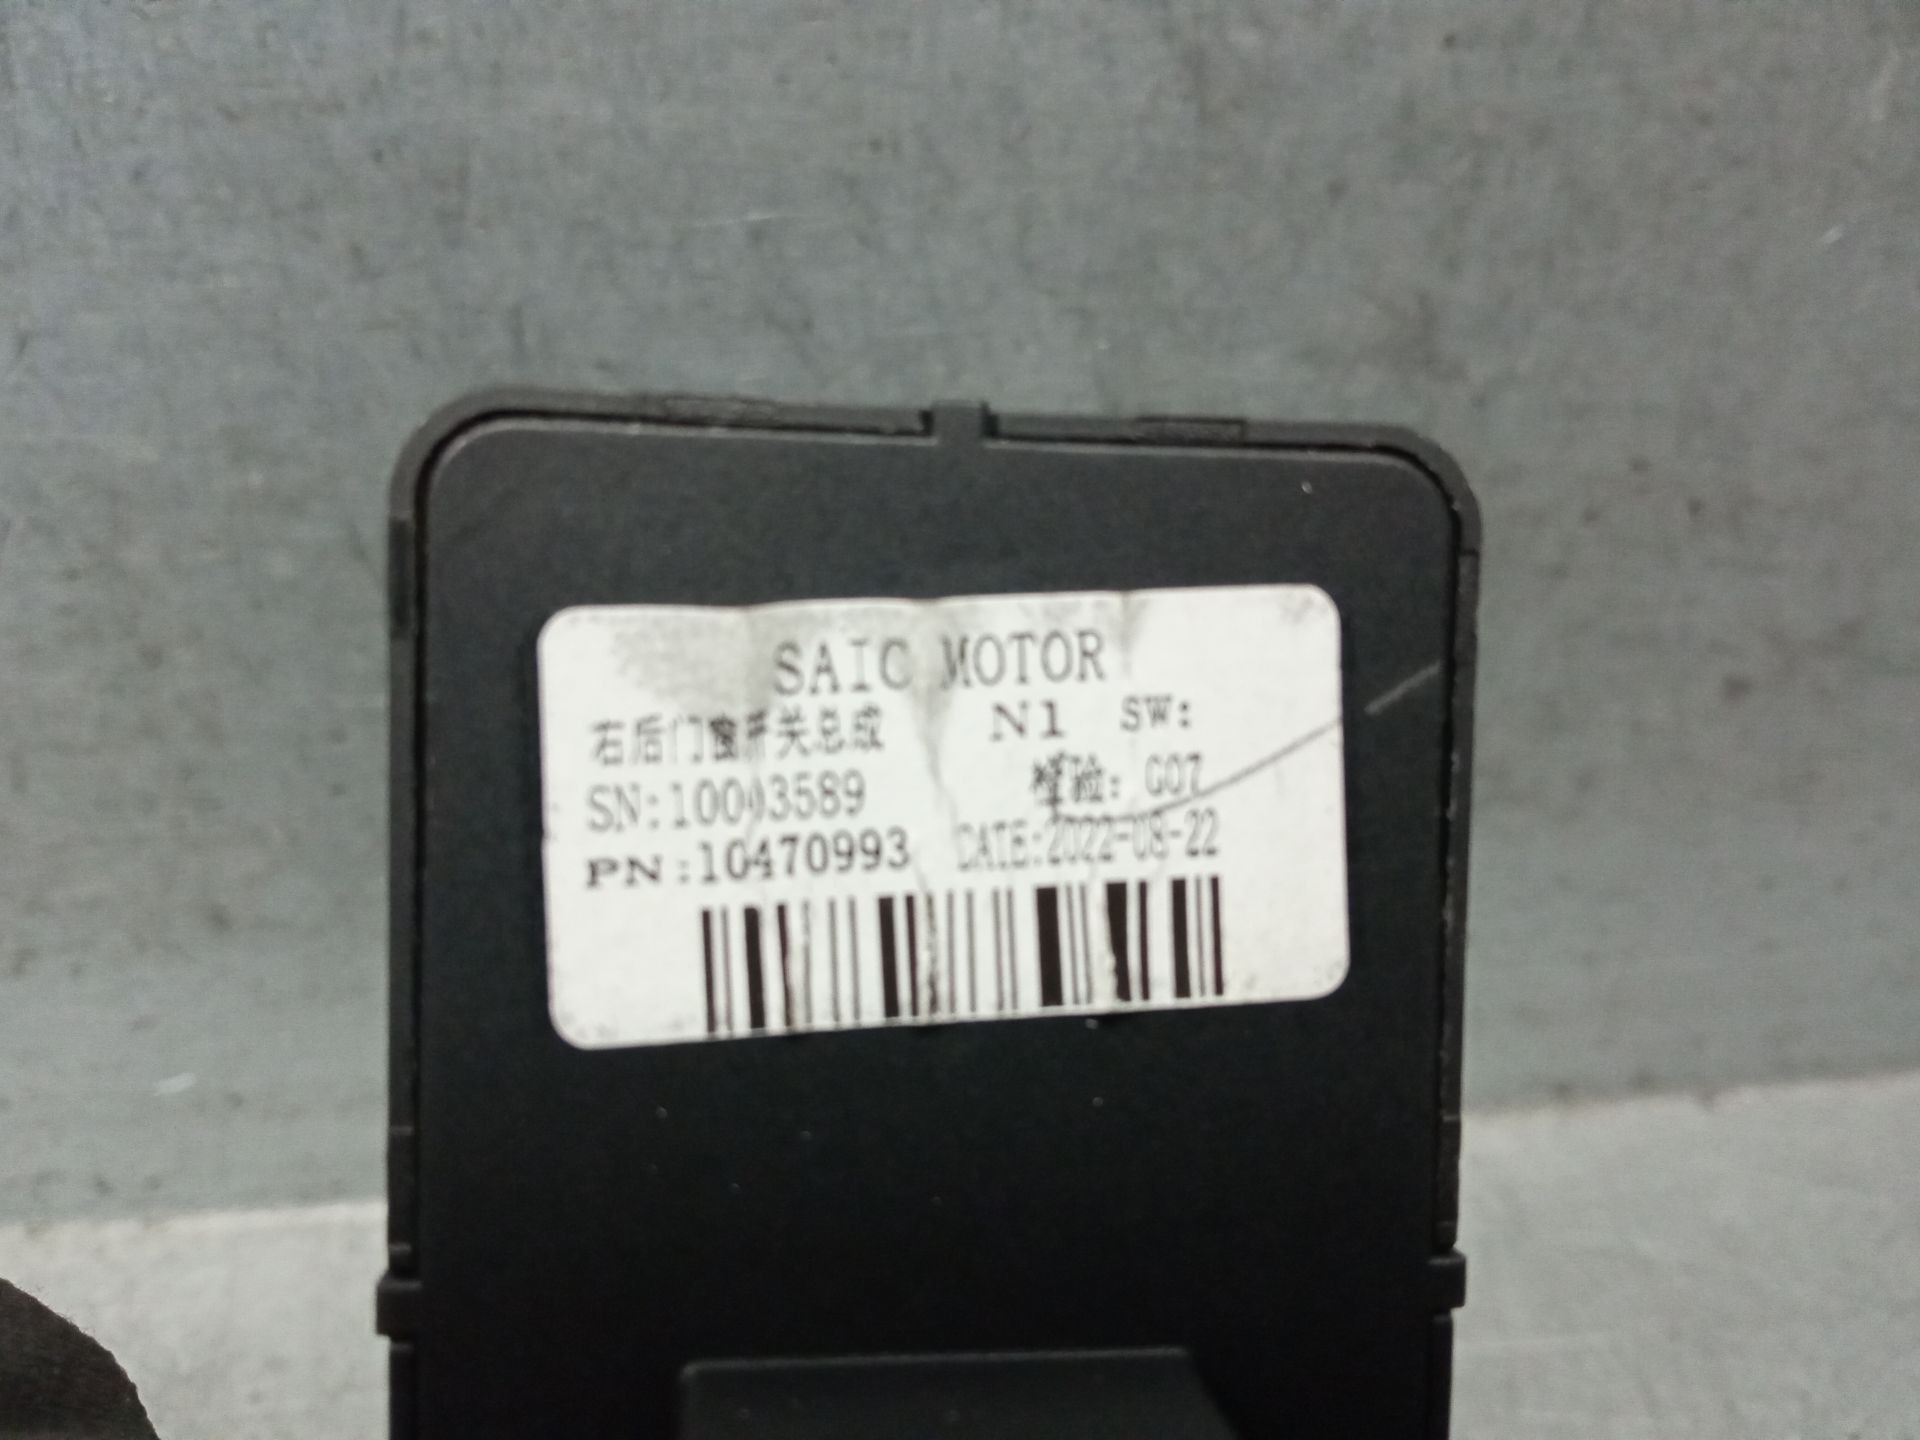 SAIC MOTOR
右后门窗开关总成 N1 SW:
SN:10003589 检验: G07
PN:10470993 DATE:2022-08-22